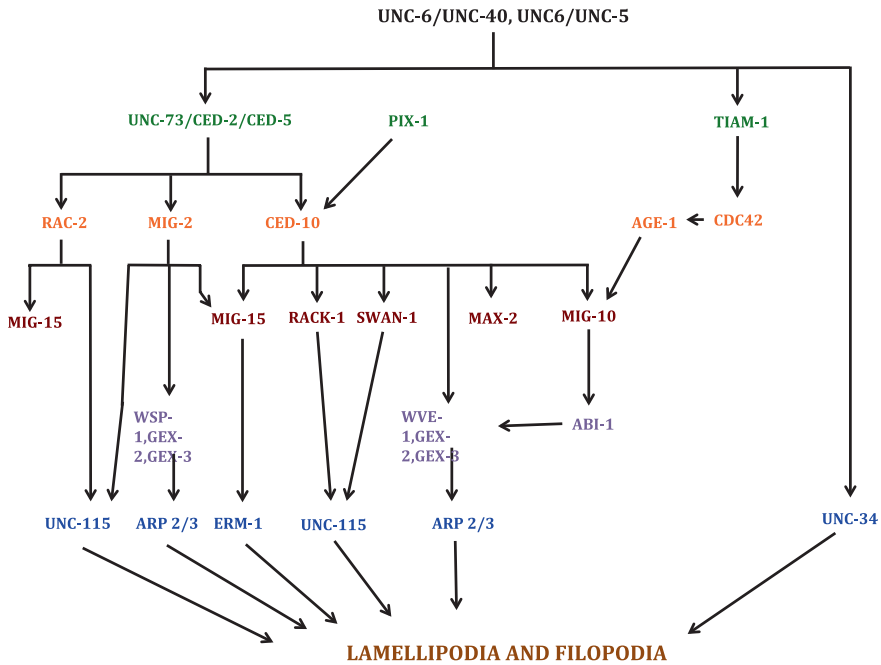 UNC-6/UNC-40, UNC6/UNC-5
UNC-73/CED-2/CED-5
PIX-1
TIAM-1
RAC-2
MIG-2
CED-10
AGE-1
CDC42
MIG-15
MIG-15
RACK-1
SWAN-1
MAX-2
MIG-10
WSP-
1,GEX-
2,GEX-3
WVE-
1,GEX-
2,GEX-3
ABI-1
UNC-115
ARP 2/3
ERM-1
UNC-115
ARP 2/3
UNC-34
LAMELLIPODIA AND FILOPODIA